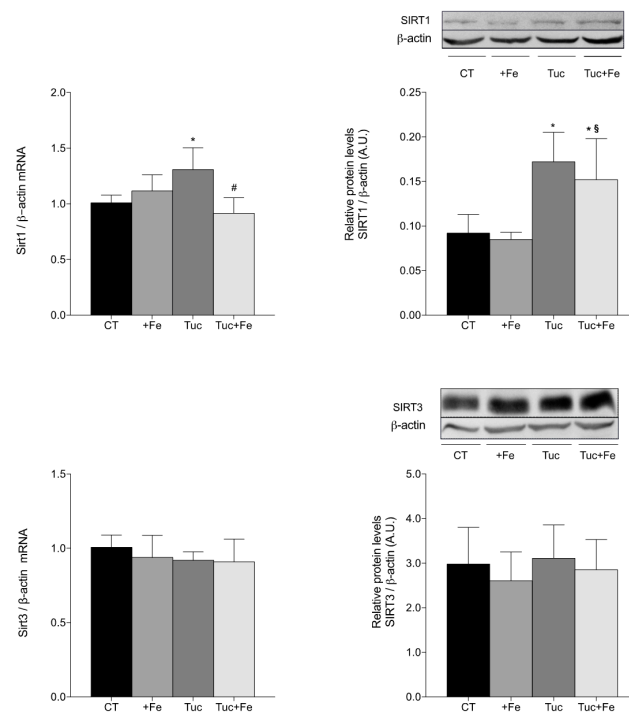 SIRT1
β-actin
CT +Fe Tuc Tuc+Fe
Sirt1 / β−actin mRNA
2.0
1.5
1.0
0.5
0.0
*
#
CT +Fe Tuc Tuc+Fe
Relative protein levels
SIRT1 / β-actin (A.U.)
0.25
0.20
0.15
0.10
0.05
0.00
*
* §
CT +Fe Tuc Tuc+Fe
SIRT3
β-actin
CT +Fe Tuc Tuc+Fe
Sirt3 / β-actin mRNA
1.5
1.0
0.5
0.0
CT +Fe Tuc Tuc+Fe
Relative protein levels
SIRT3 / β-actin (A.U.)
5.0
4.0
3.0
2.0
1.0
0.0
CT +Fe Tuc Tuc+Fe